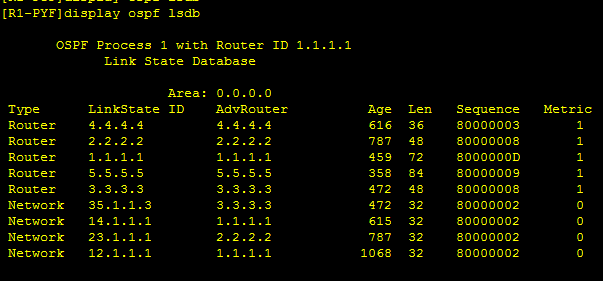 [R1-PYF]display ospf lsdb
OSPF Process 1 with Router ID 1.1.1.1
Link State Database
Area: 0.0.0.0
Type LinkState ID AdvRouter Age Len Sequence Metric
Router 4.4.4.4 4.4.4.4 616 36 80000003 1
Router 2.2.2.2 2.2.2.2 787 48 80000008 1
Router 1.1.1.1 1.1.1.1 459 72 8000000D 1
Router 5.5.5.5 5.5.5.5 358 84 80000009 1
Router 3.3.3.3 3.3.3.3 472 48 80000008 1
Network 35.1.1.3 3.3.3.3 472 32 80000002 0
Network 14.1.1.1 1.1.1.1 615 32 80000002 0
Network 23.1.1.1 2.2.2.2 787 32 80000002 0
Network 12.1.1.1 1.1.1.1 1068 32 80000002 0